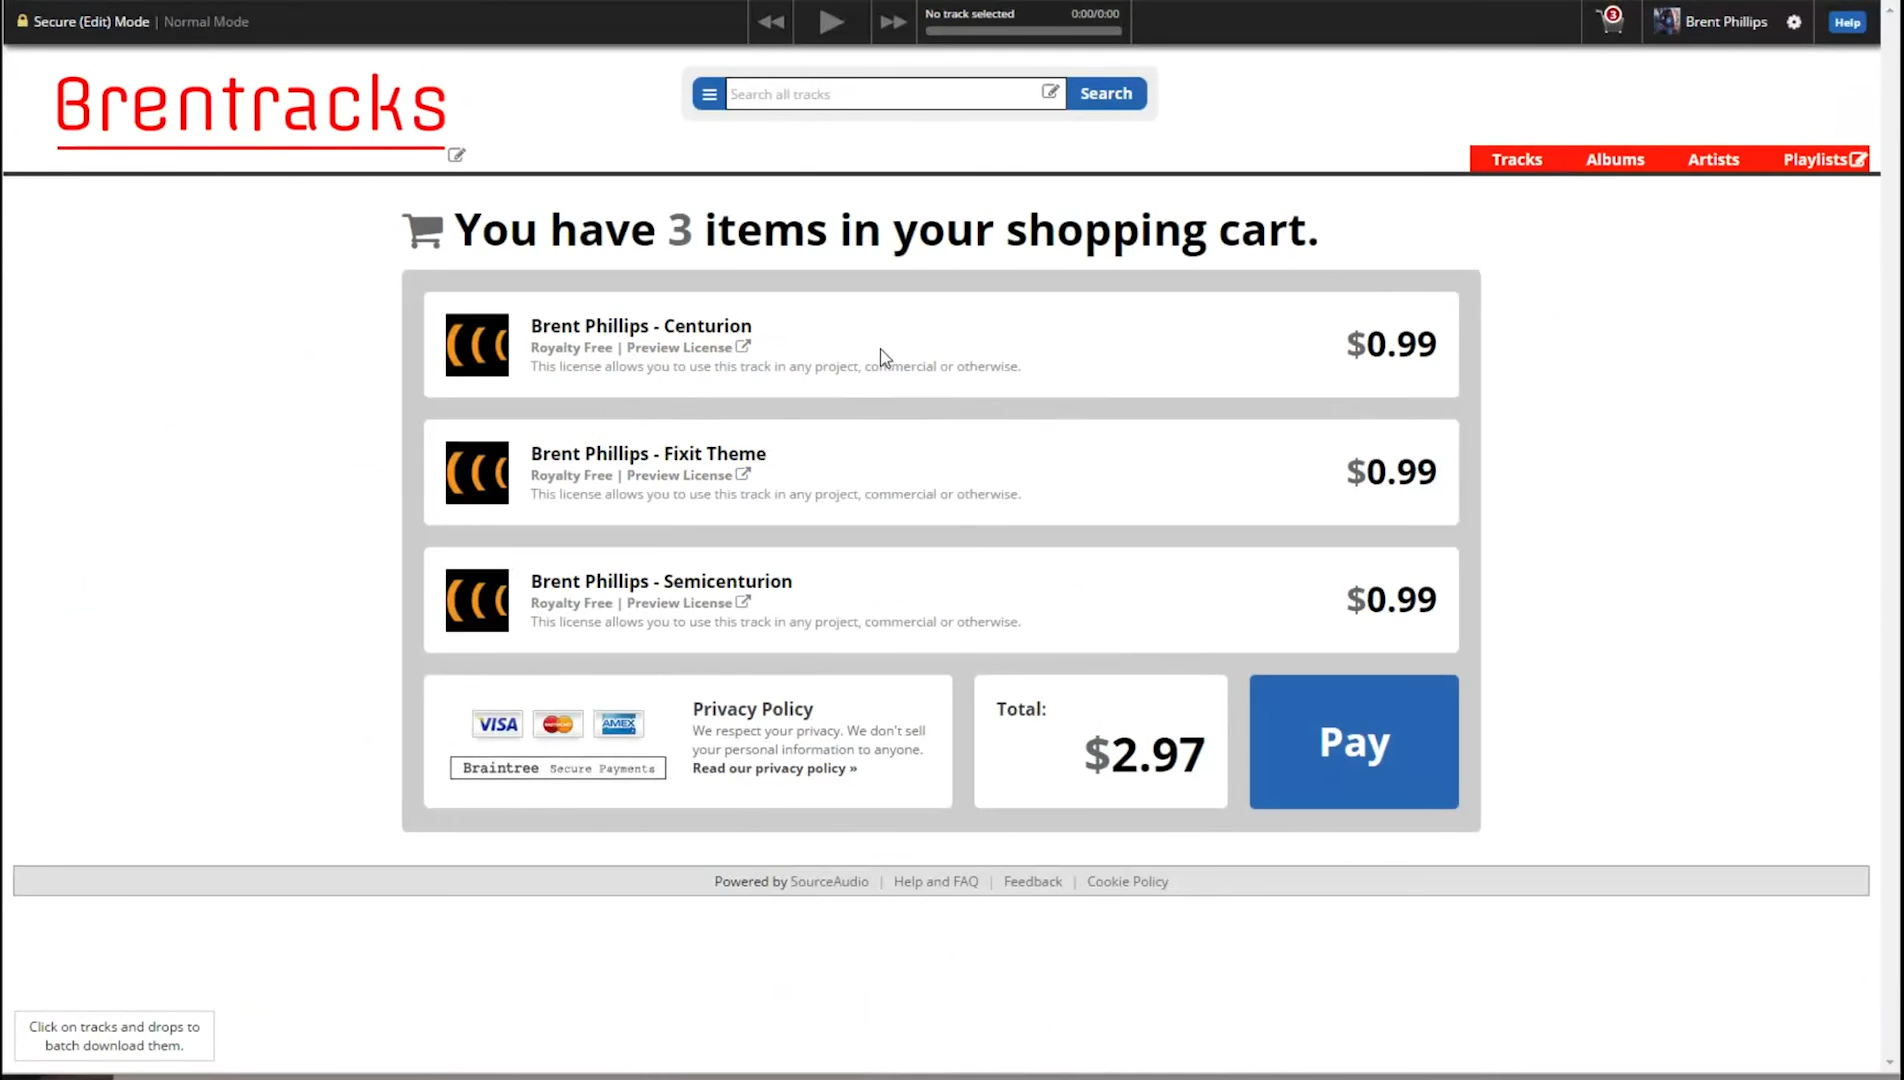 Secure (Edit) Mode | Normal Mode
No track selected 0:00/0:00
3
Brent Phillips
Help
Brentracks
Search all tracks
Search
Tracks Albums Artists Playlists
You have 3 items in your shopping cart.
Brent Phillips - Centurion
Royalty Free | Preview License
This license allows you to use this track in any project, commercial or otherwise.
$0.99
Brent Phillips - Fixit Theme
Royalty Free | Preview License
This license allows you to use this track in any project, commercial or otherwise.
$0.99
Brent Phillips - Semicenturion
Royalty Free | Preview License
This license allows you to use this track in any project, commercial or otherwise.
$0.99
VISA MasterCard AMEX
Braintree Secure Payments
Privacy Policy
We respect your privacy. We don't sell
your personal information to anyone.
Read our privacy policy »
Total:
$2.97
Pay
Powered by SourceAudio | Help and FAQ | Feedback | Cookie Policy
Click on tracks and drops to
batch download them.